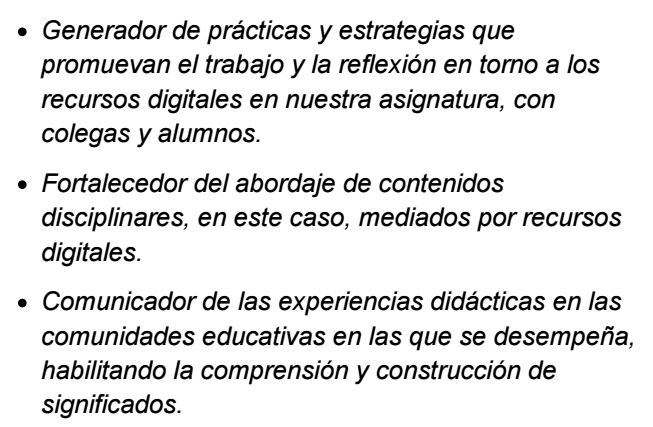 • Generador de prácticas y estrategias que
promuevan el trabajo y la reflexión en torno a los
recursos digitales en nuestra asignatura, con
colegas y alumnos.
• Fortalecedor del abordaje de contenidos
disciplinares, en este caso, mediados por recursos
digitales.
• Comunicador de las experiencias didácticas en las
comunidades educativas en las que se desempeña,
habilitando la comprensión y construcción de
significados.